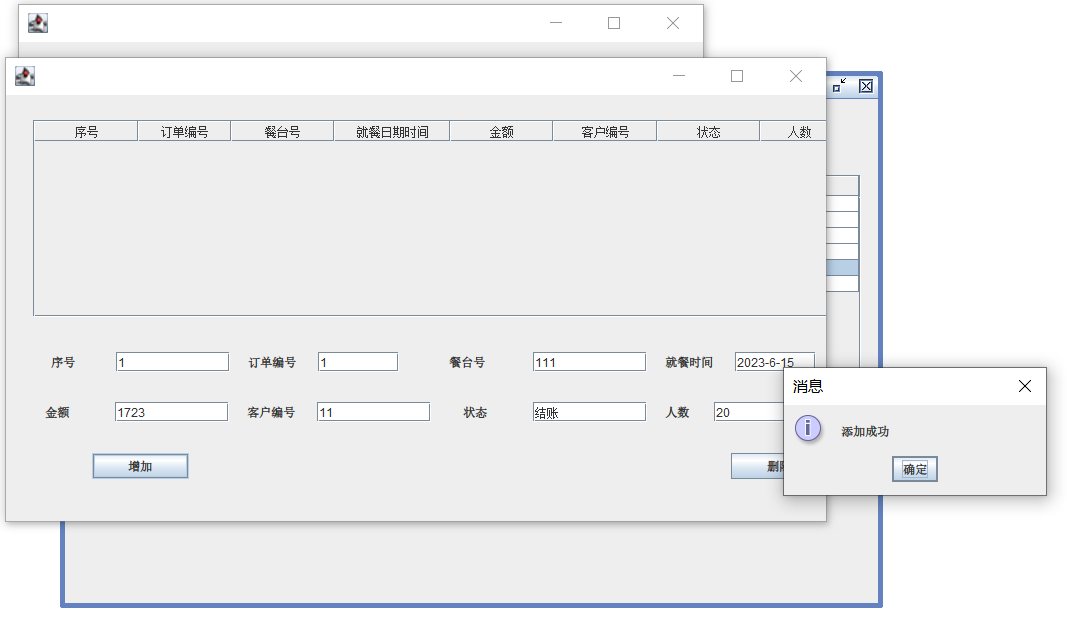 序号 订单编号 餐台号 就餐日期时间 金额 客户编号 状态 人数
序号 1 订单编号 1 餐台号 111 就餐时间 2023-6-15
金额 1723 客户编号 11 状态 结账 人数 20
增加
消息
添加成功
确定